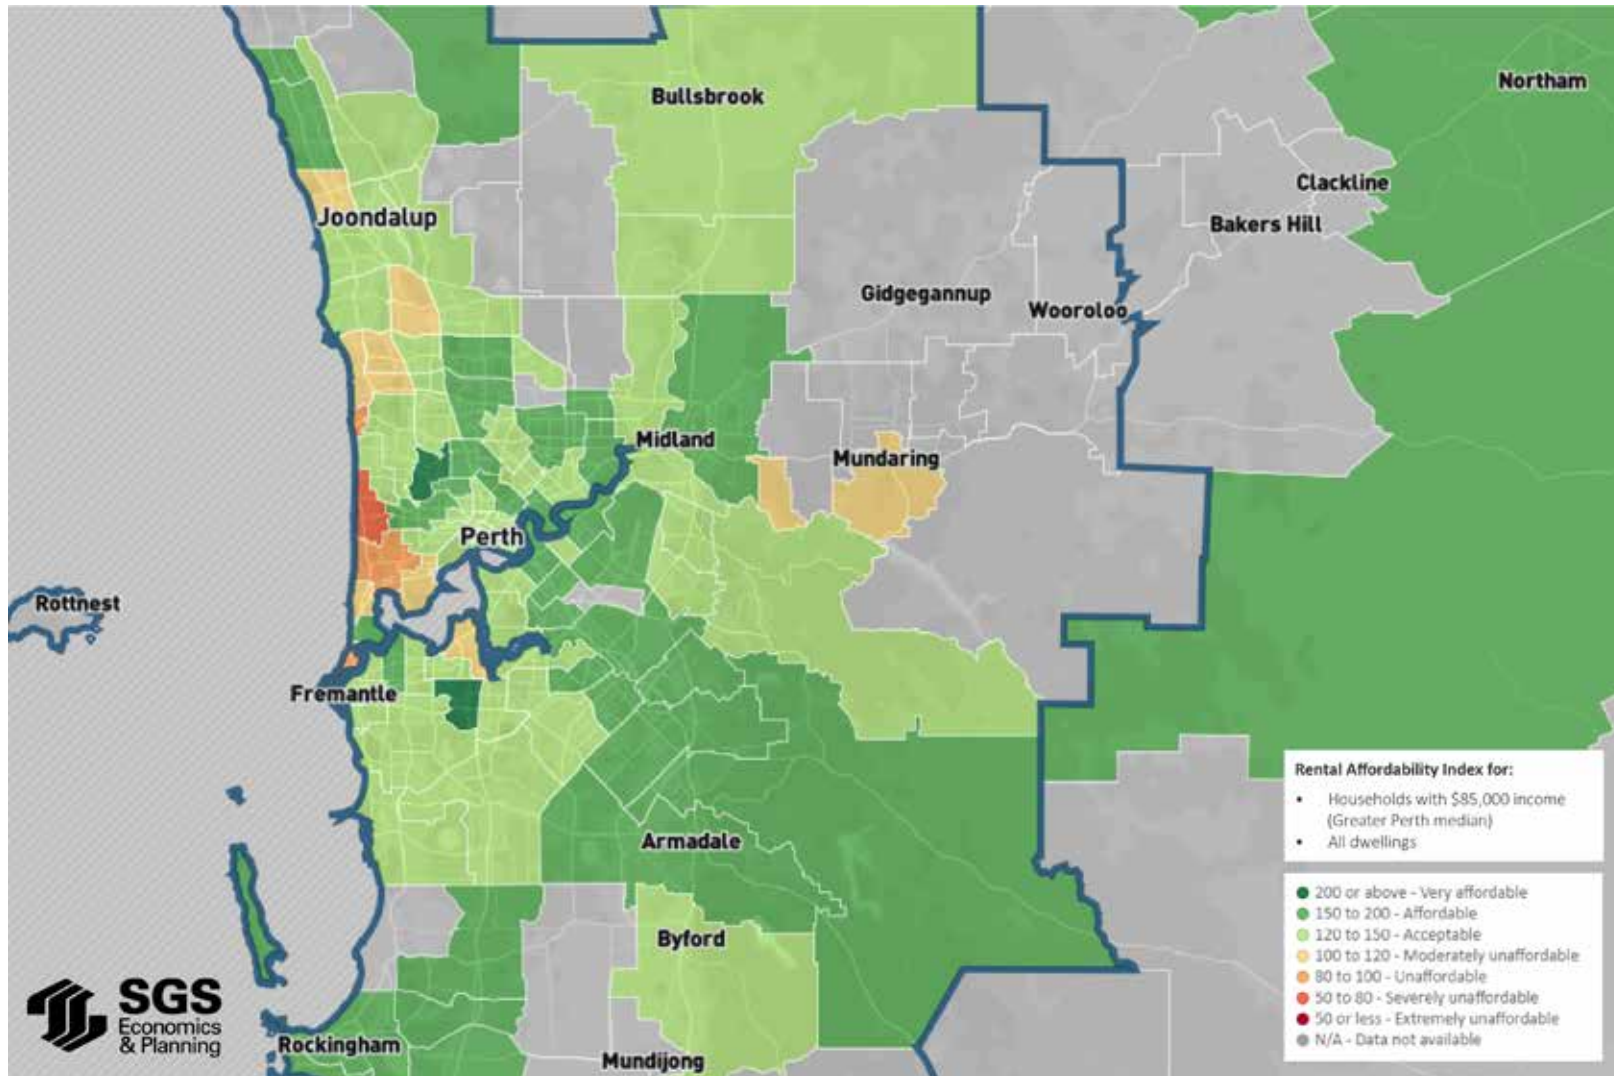 Bullsbrook
Northam
Clackline
Joondalup
Bakers Hill
Gidgegannup
Wooroloo
Midland
Mundaring
Perth
Rottnest
Fremantle
Armadale
Byford
Rockingham
Mundijong
Rental Affordability Index for:
• Households with $85,000 income
(Greater Perth median)
• All dwellings
200 or above - Very affordable
150 to 200 - Affordable
120 to 150 - Acceptable
100 to 120 - Moderately unaffordable
80 to 100 - Unaffordable
50 to 80 - Severely unaffordable
50 or less - Extremely unaffordable
N/A - Data not available
SGS
Economics
& Planning